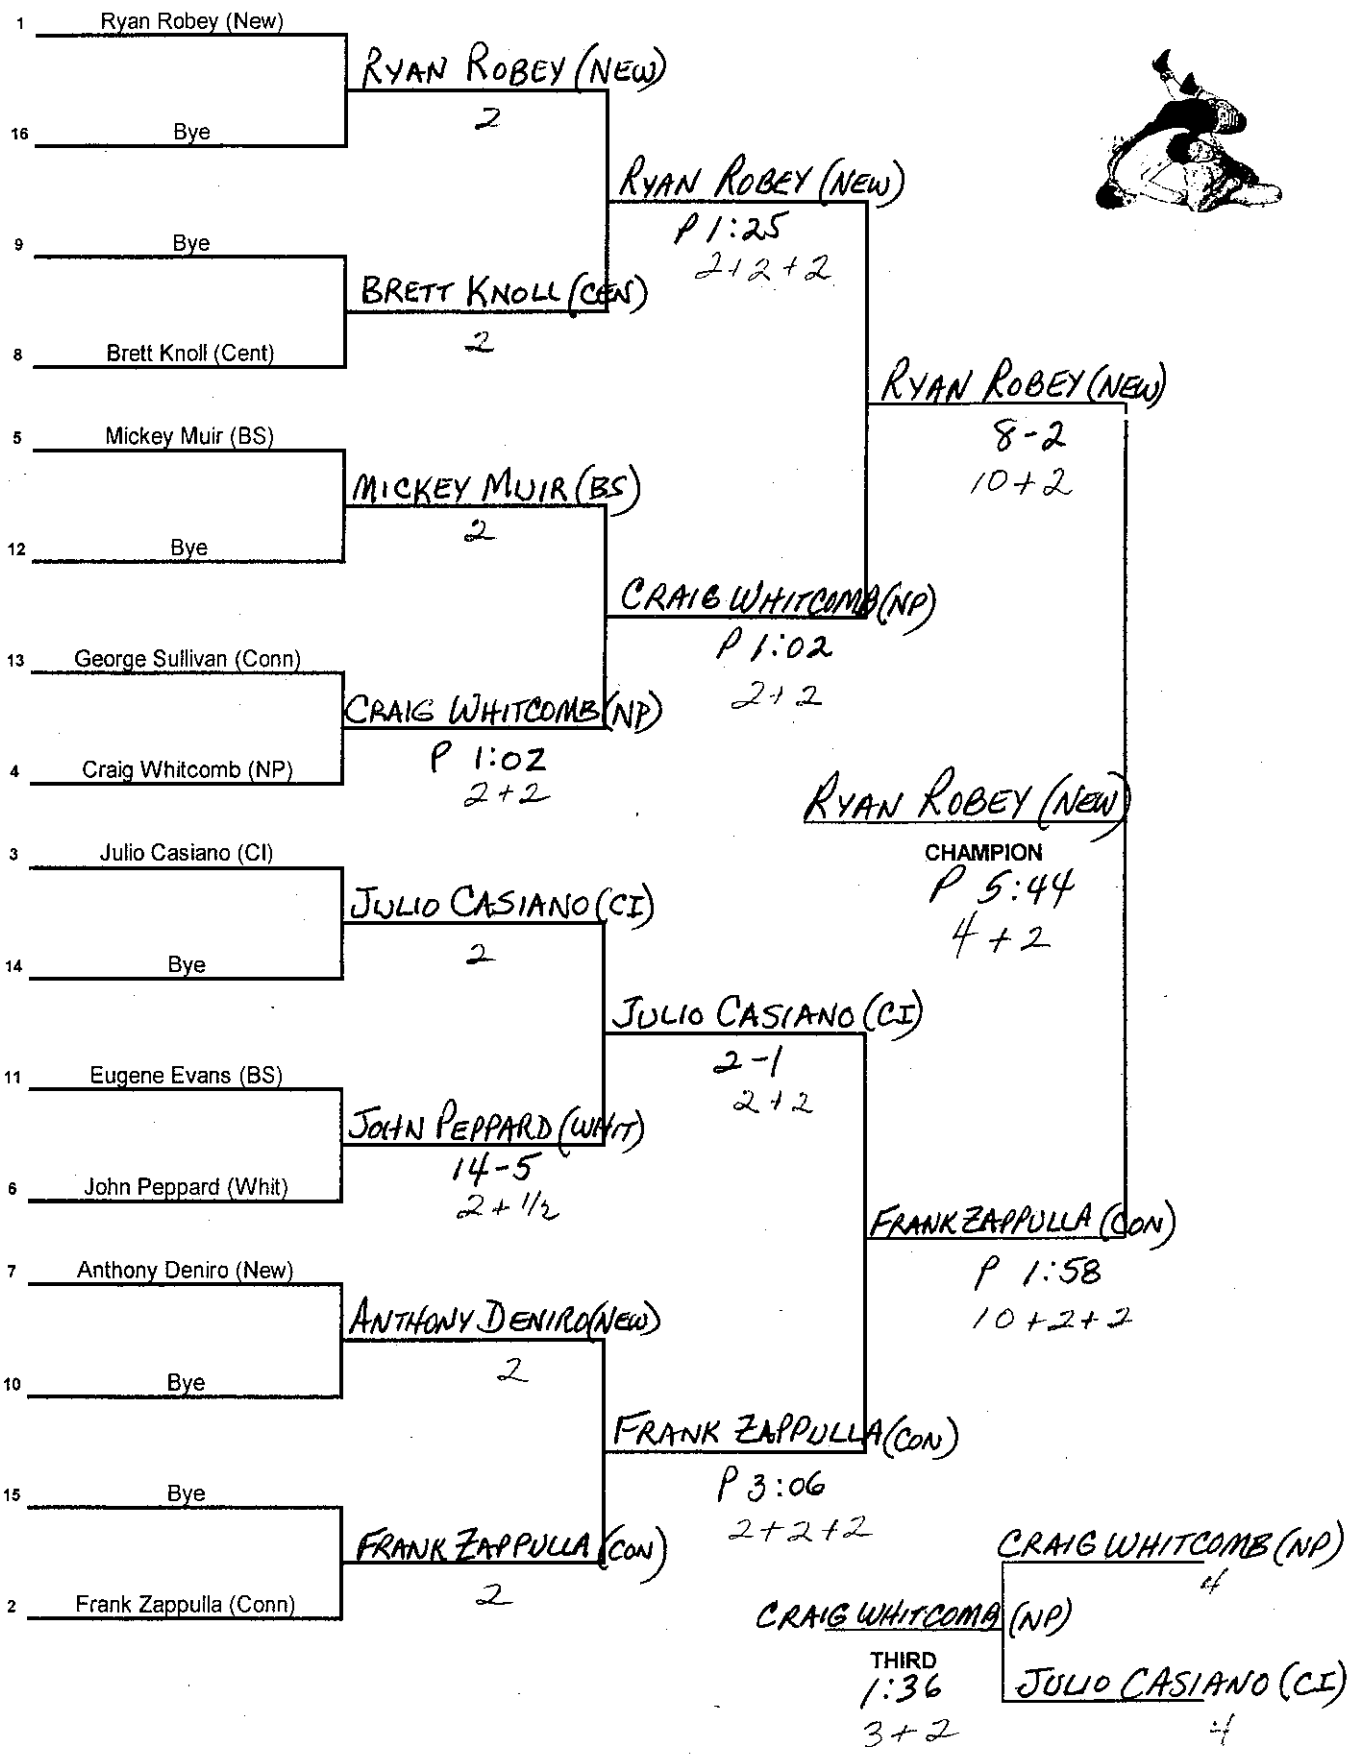 1 Ryan Robey (New)
RYAN ROBEY (NEW)
2
16 Bye
RYAN ROBEY (NEW)
P 1:25
2+2+2
9 Bye
BRETT KNOLL (CEN)
2
8 Brett Knoll (Cent)
RYAN ROBEY (NEW)
8-2
10+2
5 Mickey Muir (BS)
MICKEY MUIR (BS)
2
12 Bye
CRAIG WHITCOMB (NP)
P 1:02
2+2
13 George Sullivan (Conn)
CRAIG WHITCOMB (NP)
P 1:02
2+2
4 Craig Whitcomb (NP)
RYAN ROBEY (NEW)
CHAMPION
P 5:44
4+2
3 Julio Casiano (CI)
JULIO CASIANO (CI)
2
14 Bye
JULIO CASIANO (CI)
2-1
2+2
11 Eugene Evans (BS)
JOHN PEPPARD (WHIT)
14-5
2+1/2
6 John Peppard (Whit)
FRANK ZAPPULLA (CON)
P 1:58
10+2+2
7 Anthony Deniro (New)
ANTHONY DENIRO (NEW)
2
10 Bye
FRANK ZAPPULLA (CON)
P 3:06
2+2+2
15 Bye
FRANK ZAPPULLA (CON)
2
2 Frank Zappulla (Conn)
CRAIG WHITCOMB (NP)
4
CRAIG WHITCOMB (NP)
THIRD
1:36
3+2
JULIO CASIANO (CI)
4